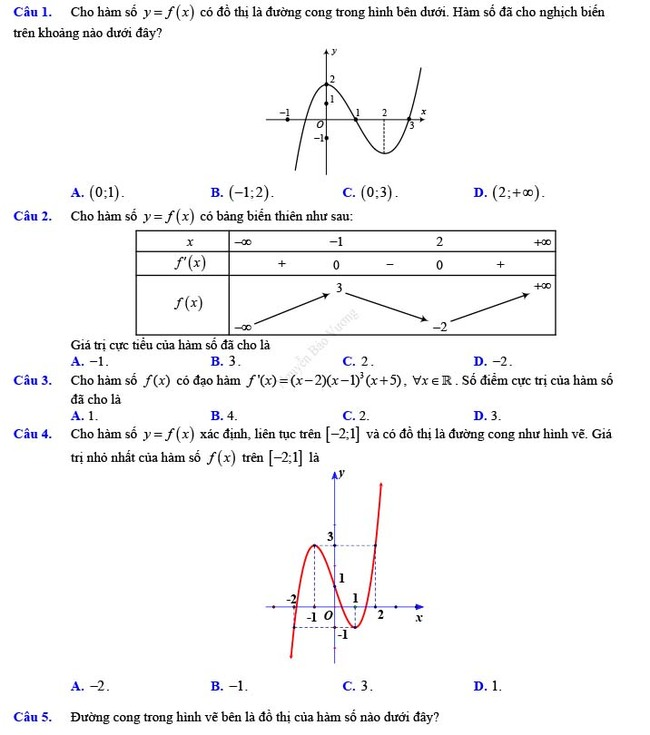 Câu 1. Cho hàm số y = f(x) có đồ thị là đường cong trong hình bên dưới. Hàm số đã cho nghịch biến
trên khoảng nào dưới đây?
y
2
1
-1 O 1 2 3 x
-1
A. (0;1). B. (-1;2). C. (0;3). D. (2;+∞).
Câu 2. Cho hàm số y = f(x) có bảng biến thiên như sau:
x -∞ -1 2 +∞
f'(x) + 0 - 0 +
f(x) -∞ 3 -2 +∞
Giá trị cực tiểu của hàm số đã cho là
A. -1. B. 3. C. 2. D. -2.
Câu 3. Cho hàm số f(x) có đạo hàm f'(x)=(x-2)(x-1)³(x+5), ∀x∈ℝ. Số điểm cực trị của hàm số
đã cho là
A. 1. B. 4. C. 2. D. 3.
Câu 4. Cho hàm số y = f(x) xác định, liên tục trên [-2;1] và có đồ thị là đường cong như hình vẽ. Giá
trị nhỏ nhất của hàm số f(x) trên [-2;1] là
y
3
1
-2 1
-1 O 2 x
-1
A. -2. B. -1. C. 3. D. 1.
Câu 5. Đường cong trong hình vẽ bên là đồ thị của hàm số nào dưới đây?